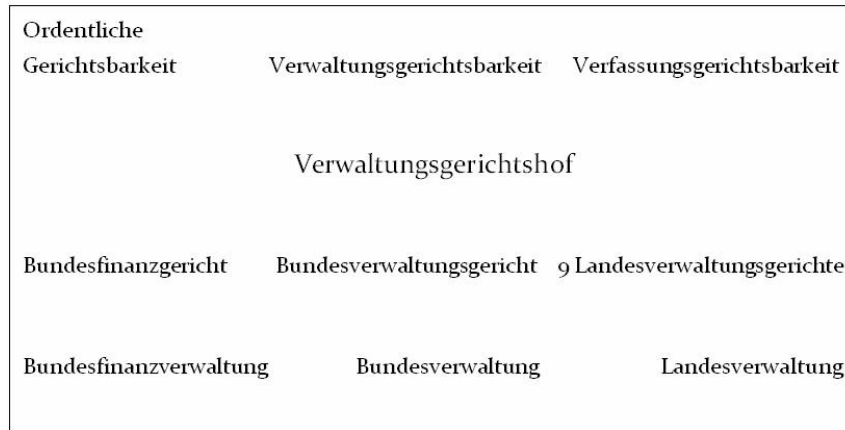 Ordentliche
Gerichtsbarkeit Verwaltungsgerichtsbarkeit Verfassungsgerichtsbarkeit
Verwaltungsgerichtshof
Bundesfinanzgericht Bundesverwaltungsgericht 9 Landesverwaltungsgerichte
Bundesfinanzverwaltung Bundesverwaltung Landesverwaltung